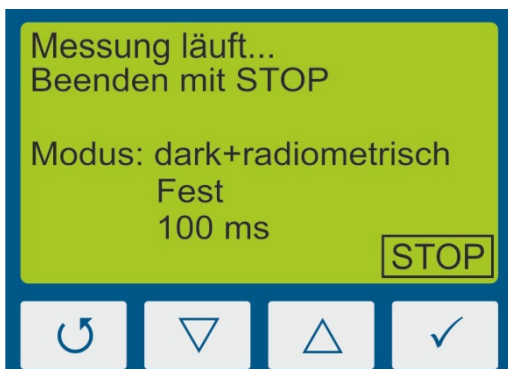 Messung läuft...
Beenden mit STOP
Modus: dark+radiometrisch
Fest
100 ms
STOP